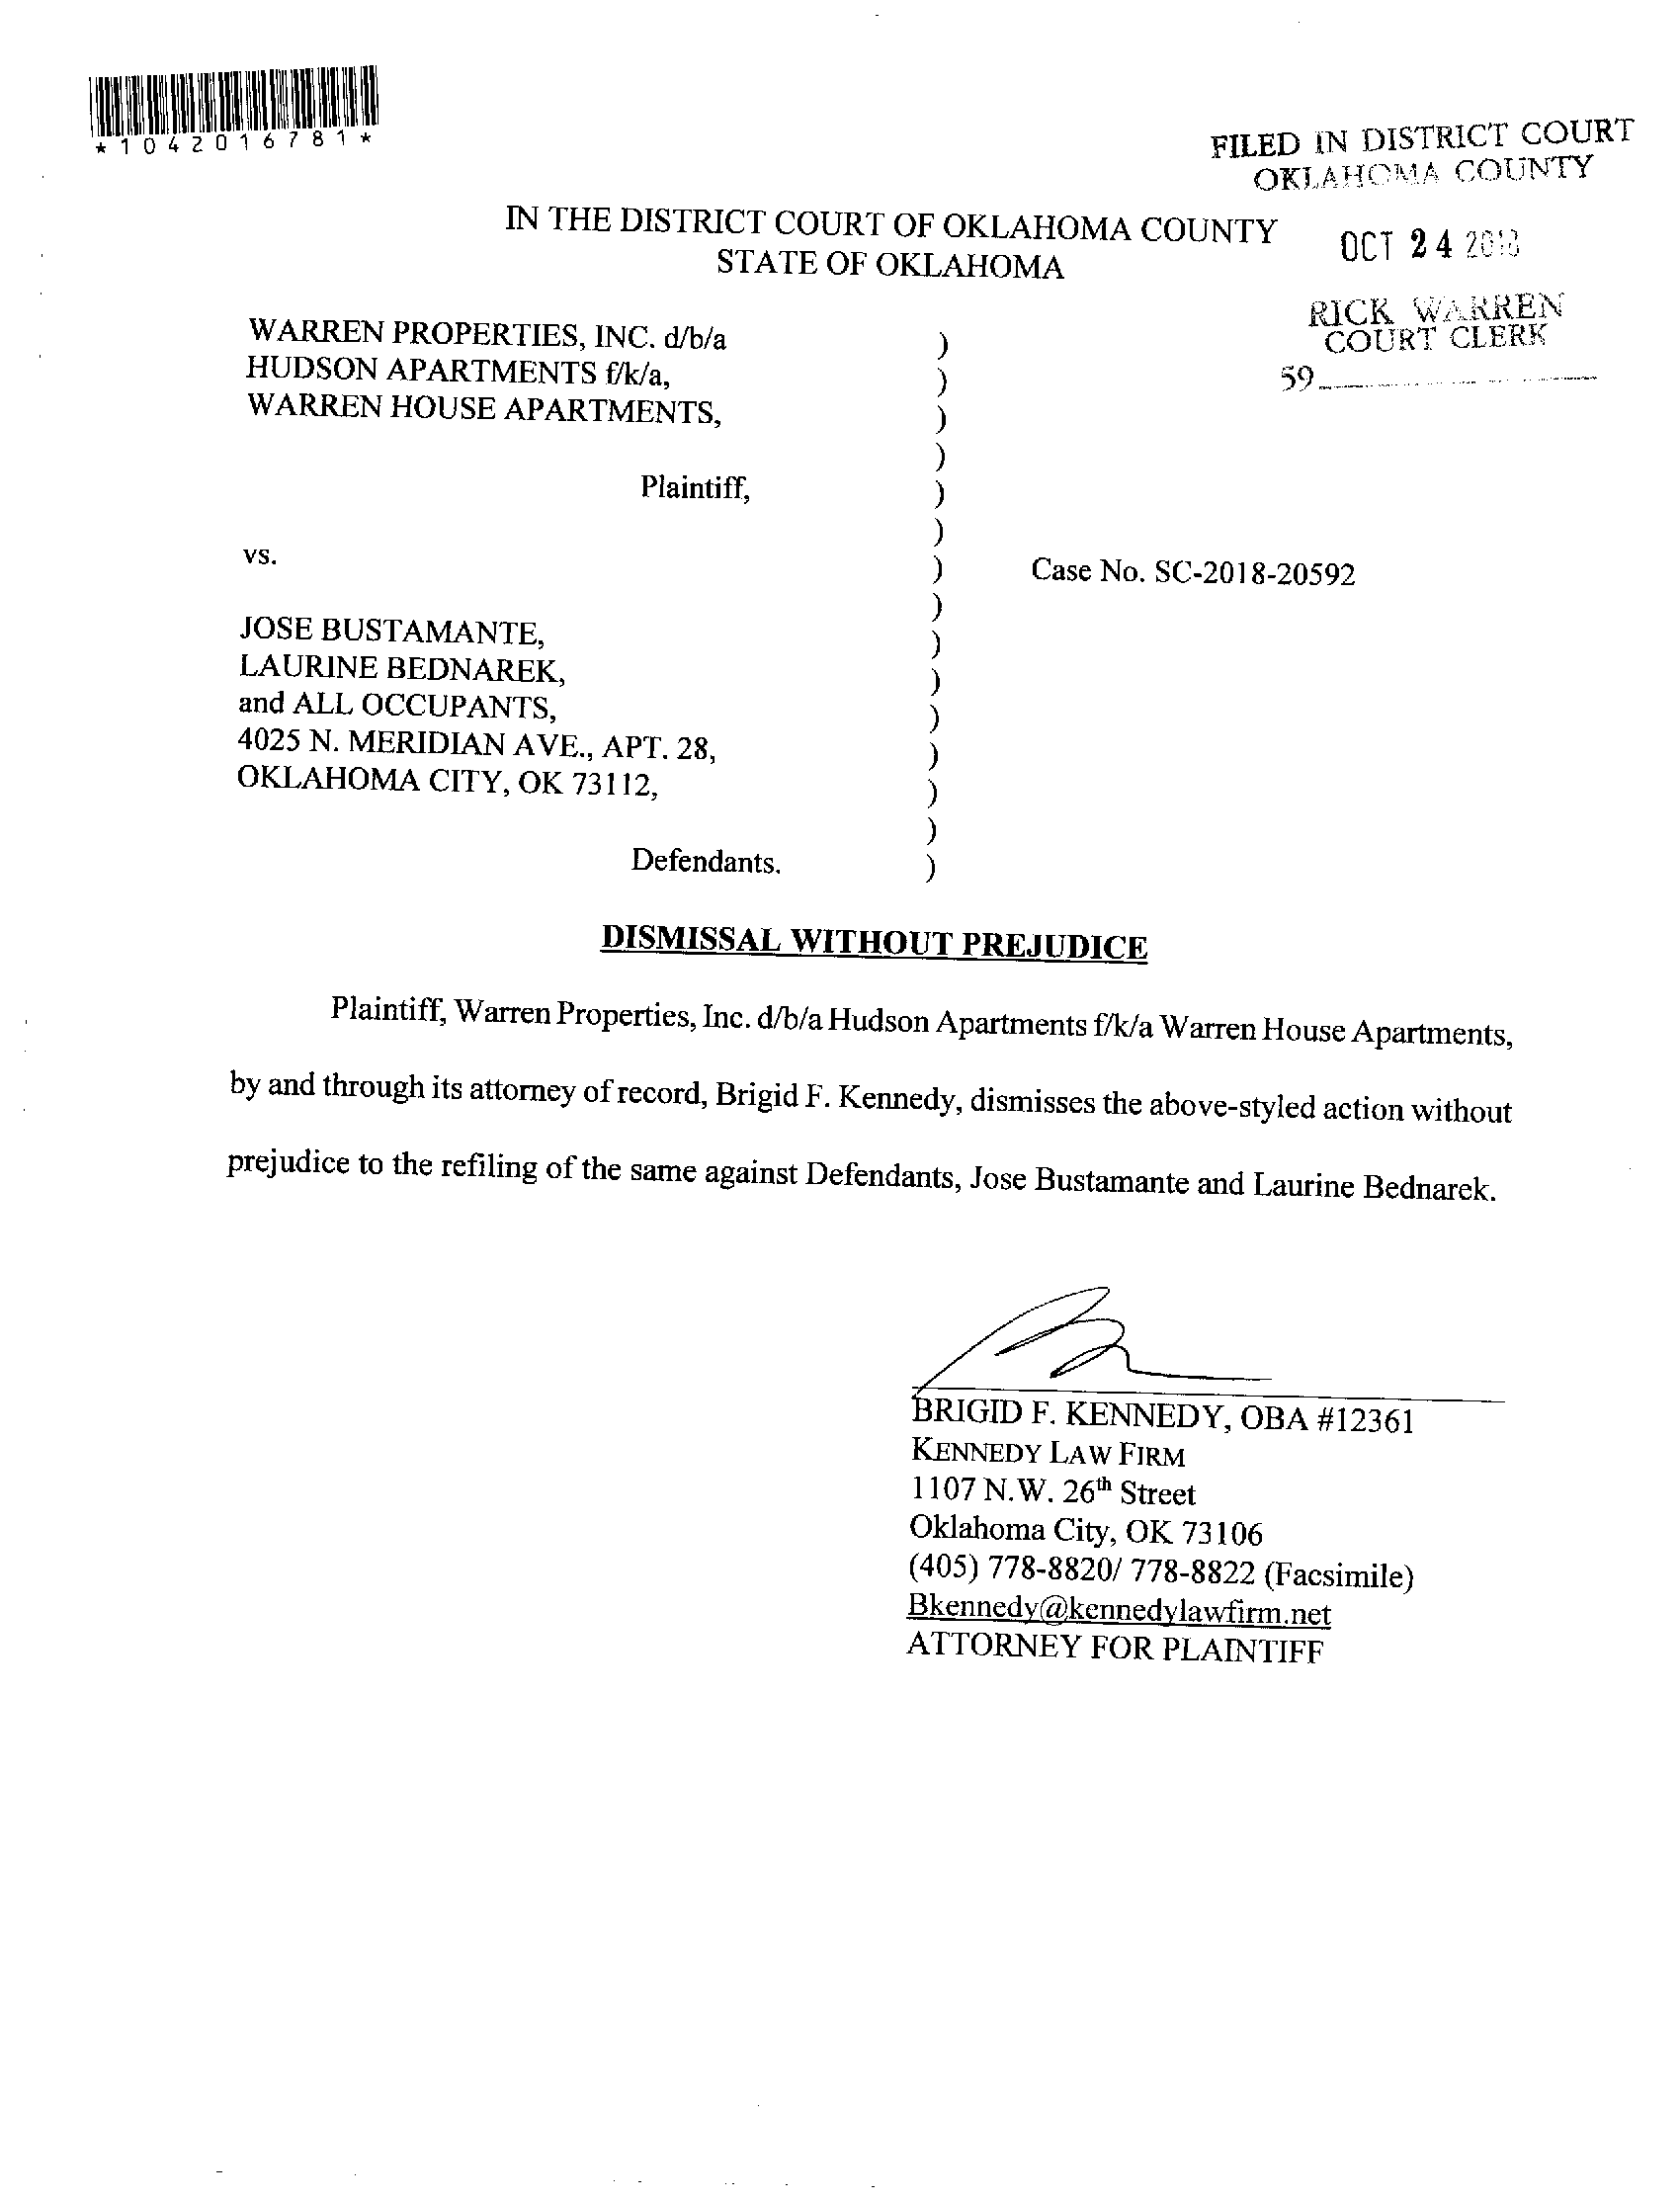 *1042016781*
FILED IN DISTRICT COURT
OKLAHOMA COUNTY
IN THE DISTRICT COURT OF OKLAHOMA COUNTY
STATE OF OKLAHOMA
OCT 24 2018
RICK WARREN
COURT CLERK
59
WARREN PROPERTIES, INC. d/b/a )
HUDSON APARTMENTS f/k/a, )
WARREN HOUSE APARTMENTS, )
)
Plaintiff, )
)
vs. ) Case No. SC-2018-20592
)
JOSE BUSTAMANTE, )
LAURINE BEDNAREK, )
and ALL OCCUPANTS, )
4025 N. MERIDIAN AVE., APT. 28, )
OKLAHOMA CITY, OK 73112, )
)
Defendants. )
DISMISSAL WITHOUT PREJUDICE
Plaintiff, Warren Properties, Inc. d/b/a Hudson Apartments f/k/a Warren House Apartments,
by and through its attorney of record, Brigid F. Kennedy, dismisses the above-styled action without
prejudice to the refiling of the same against Defendants, Jose Bustamante and Laurine Bednarek.
BRIGID F. KENNEDY, OBA #12361
KENNEDY LAW FIRM
1107 N.W. 26th Street
Oklahoma City, OK 73106
(405) 778-8820/ 778-8822 (Facsimile)
Bkennedy@kennedylawfirm.net
ATTORNEY FOR PLAINTIFF